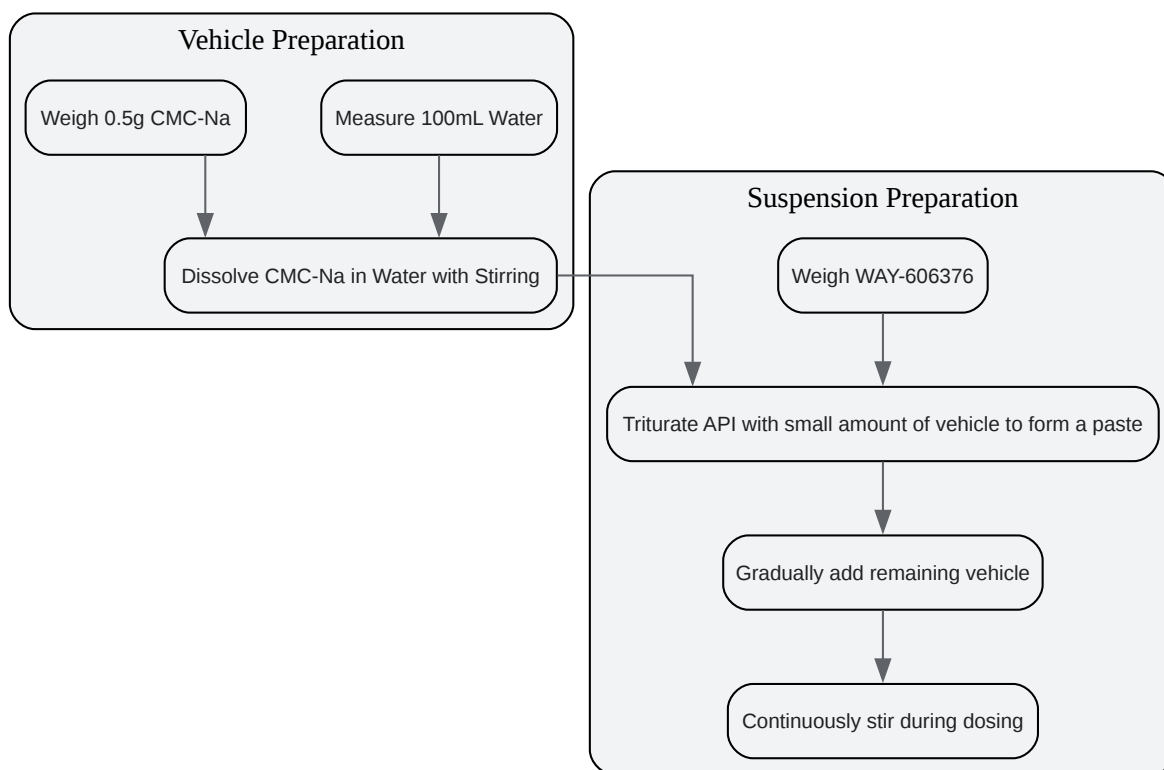 Vehicle Preparation
Weigh 0.5g CMC-Na
Measure 100mL Water
Dissolve CMC-Na in Water with Stirring
Suspension Preparation
Weigh WAY-606376
Triturate API with small amount of vehicle to form a paste
Gradually add remaining vehicle
Continuously stir during dosing